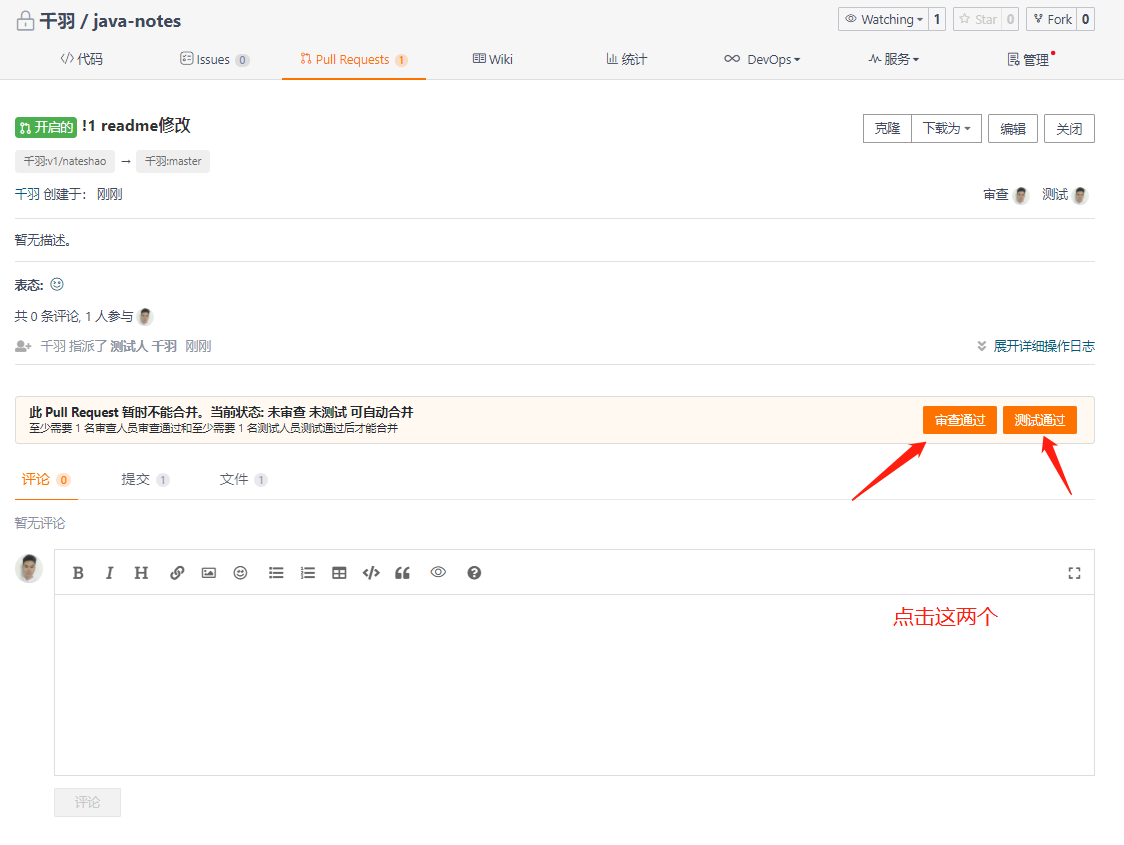 千羽 / java-notes
Watching 1 Star 0 Fork 0
代码 Issues 0 Pull Requests 1 Wiki 统计 DevOps 服务 管理
开启的 !1 readme修改
克隆 下载为 编辑 关闭
千羽:v1/nateshao → 千羽:master
千羽 创建于： 刚刚
审查 测试
暂无描述。
表态:
共 0 条评论, 1 人参与
千羽 指派了 测试人 千羽 刚刚
展开详细操作日志
此 Pull Request 暂时不能合并。当前状态: 未审查 未测试 可自动合并
至少需要 1 名审查人员审查通过和至少需要 1 名测试人员测试通过后才能合并
审查通过 测试通过
评论 0 提交 1 文件 1
暂无评论
B I H
点击这两个
评论